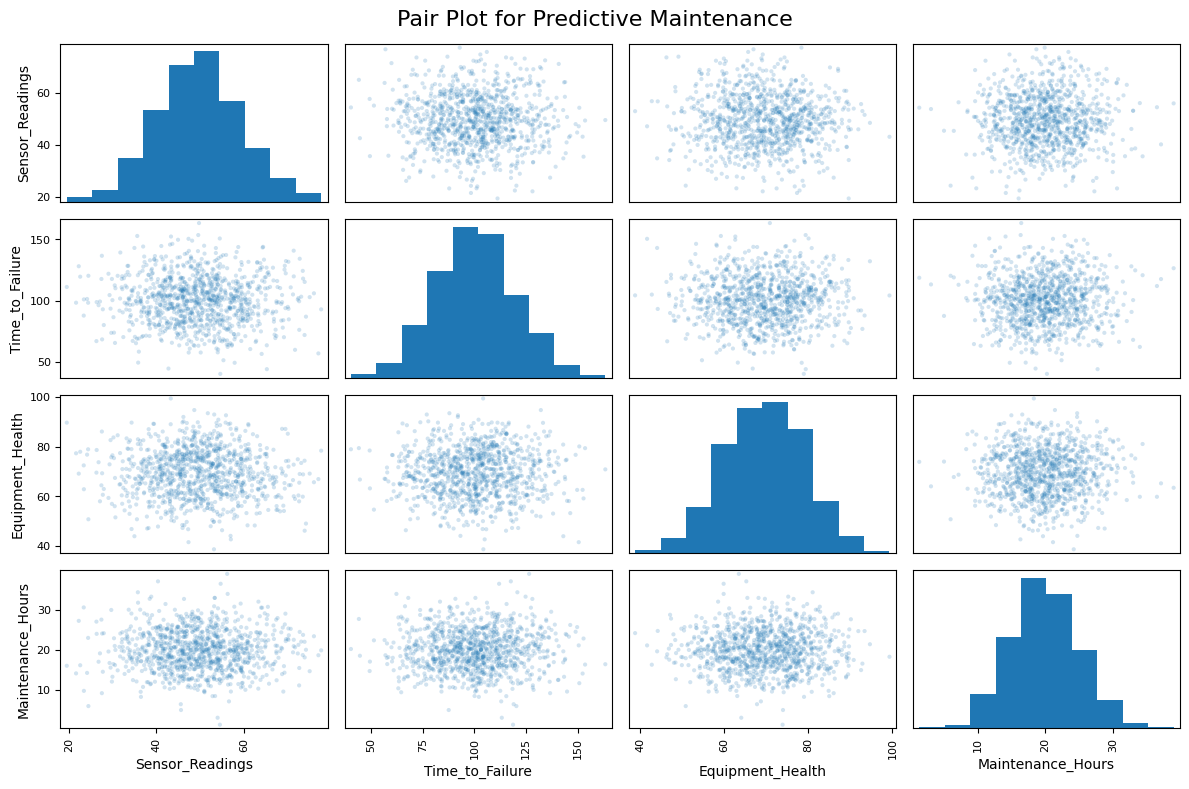 Pair Plot for Predictive Maintenance
Sensor_Readings
60
40
20
Time_to_Failure
150
100
50
Equipment_Health
100
80
60
40
Maintenance_Hours
30
20
10
20 40 60
Sensor_Readings
50 75 100 125 150
Time_to_Failure
40 60 80 100
Equipment_Health
10 20 30
Maintenance_Hours